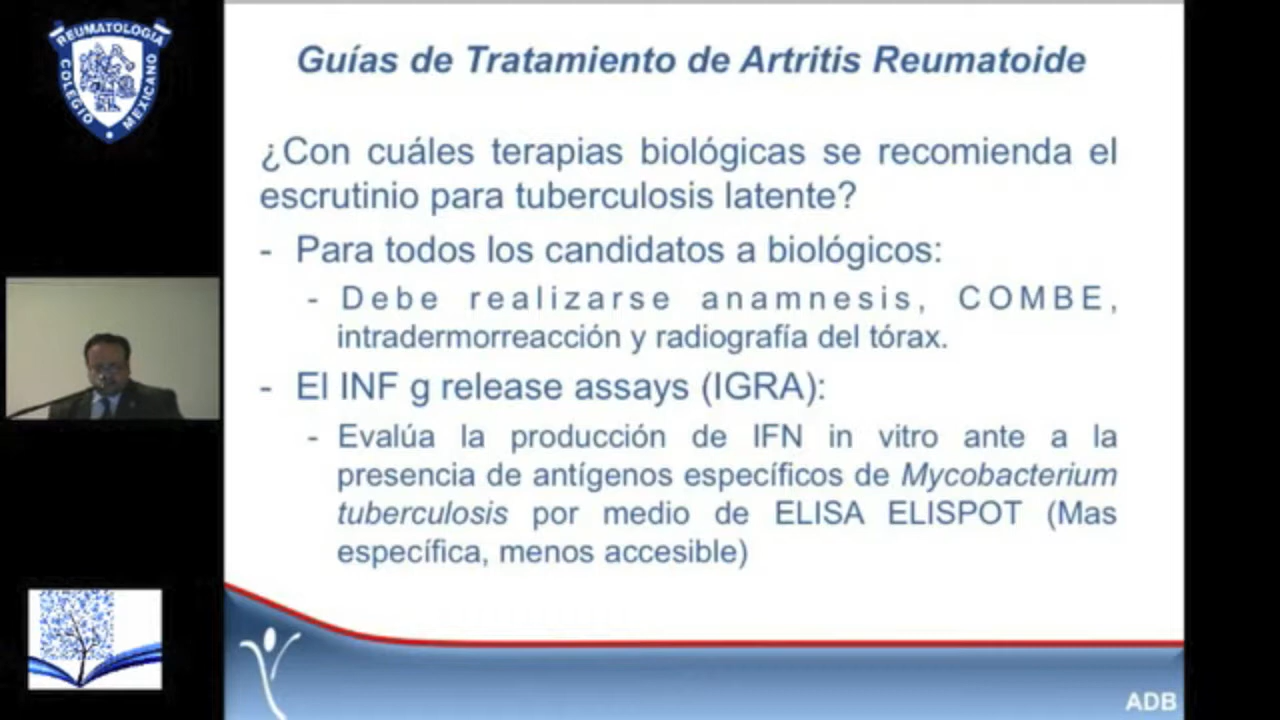 REUMATOLOGIA
COLEGIO
MEXICANO
Guías de Tratamiento de Artritis Reumatoide
¿Con cuáles terapias biológicas se recomienda el
escrutinio para tuberculosis latente?
- Para todos los candidatos a biológicos:
- Debe realizarse anamnesis, COMBE,
intradermorreacción y radiografía del tórax.
- El INF g release assays (IGRA):
- Evalúa la producción de IFN in vitro ante a la
presencia de antígenos específicos de Mycobacterium
tuberculosis por medio de ELISA ELISPOT (Mas
específica, menos accesible)
ADB